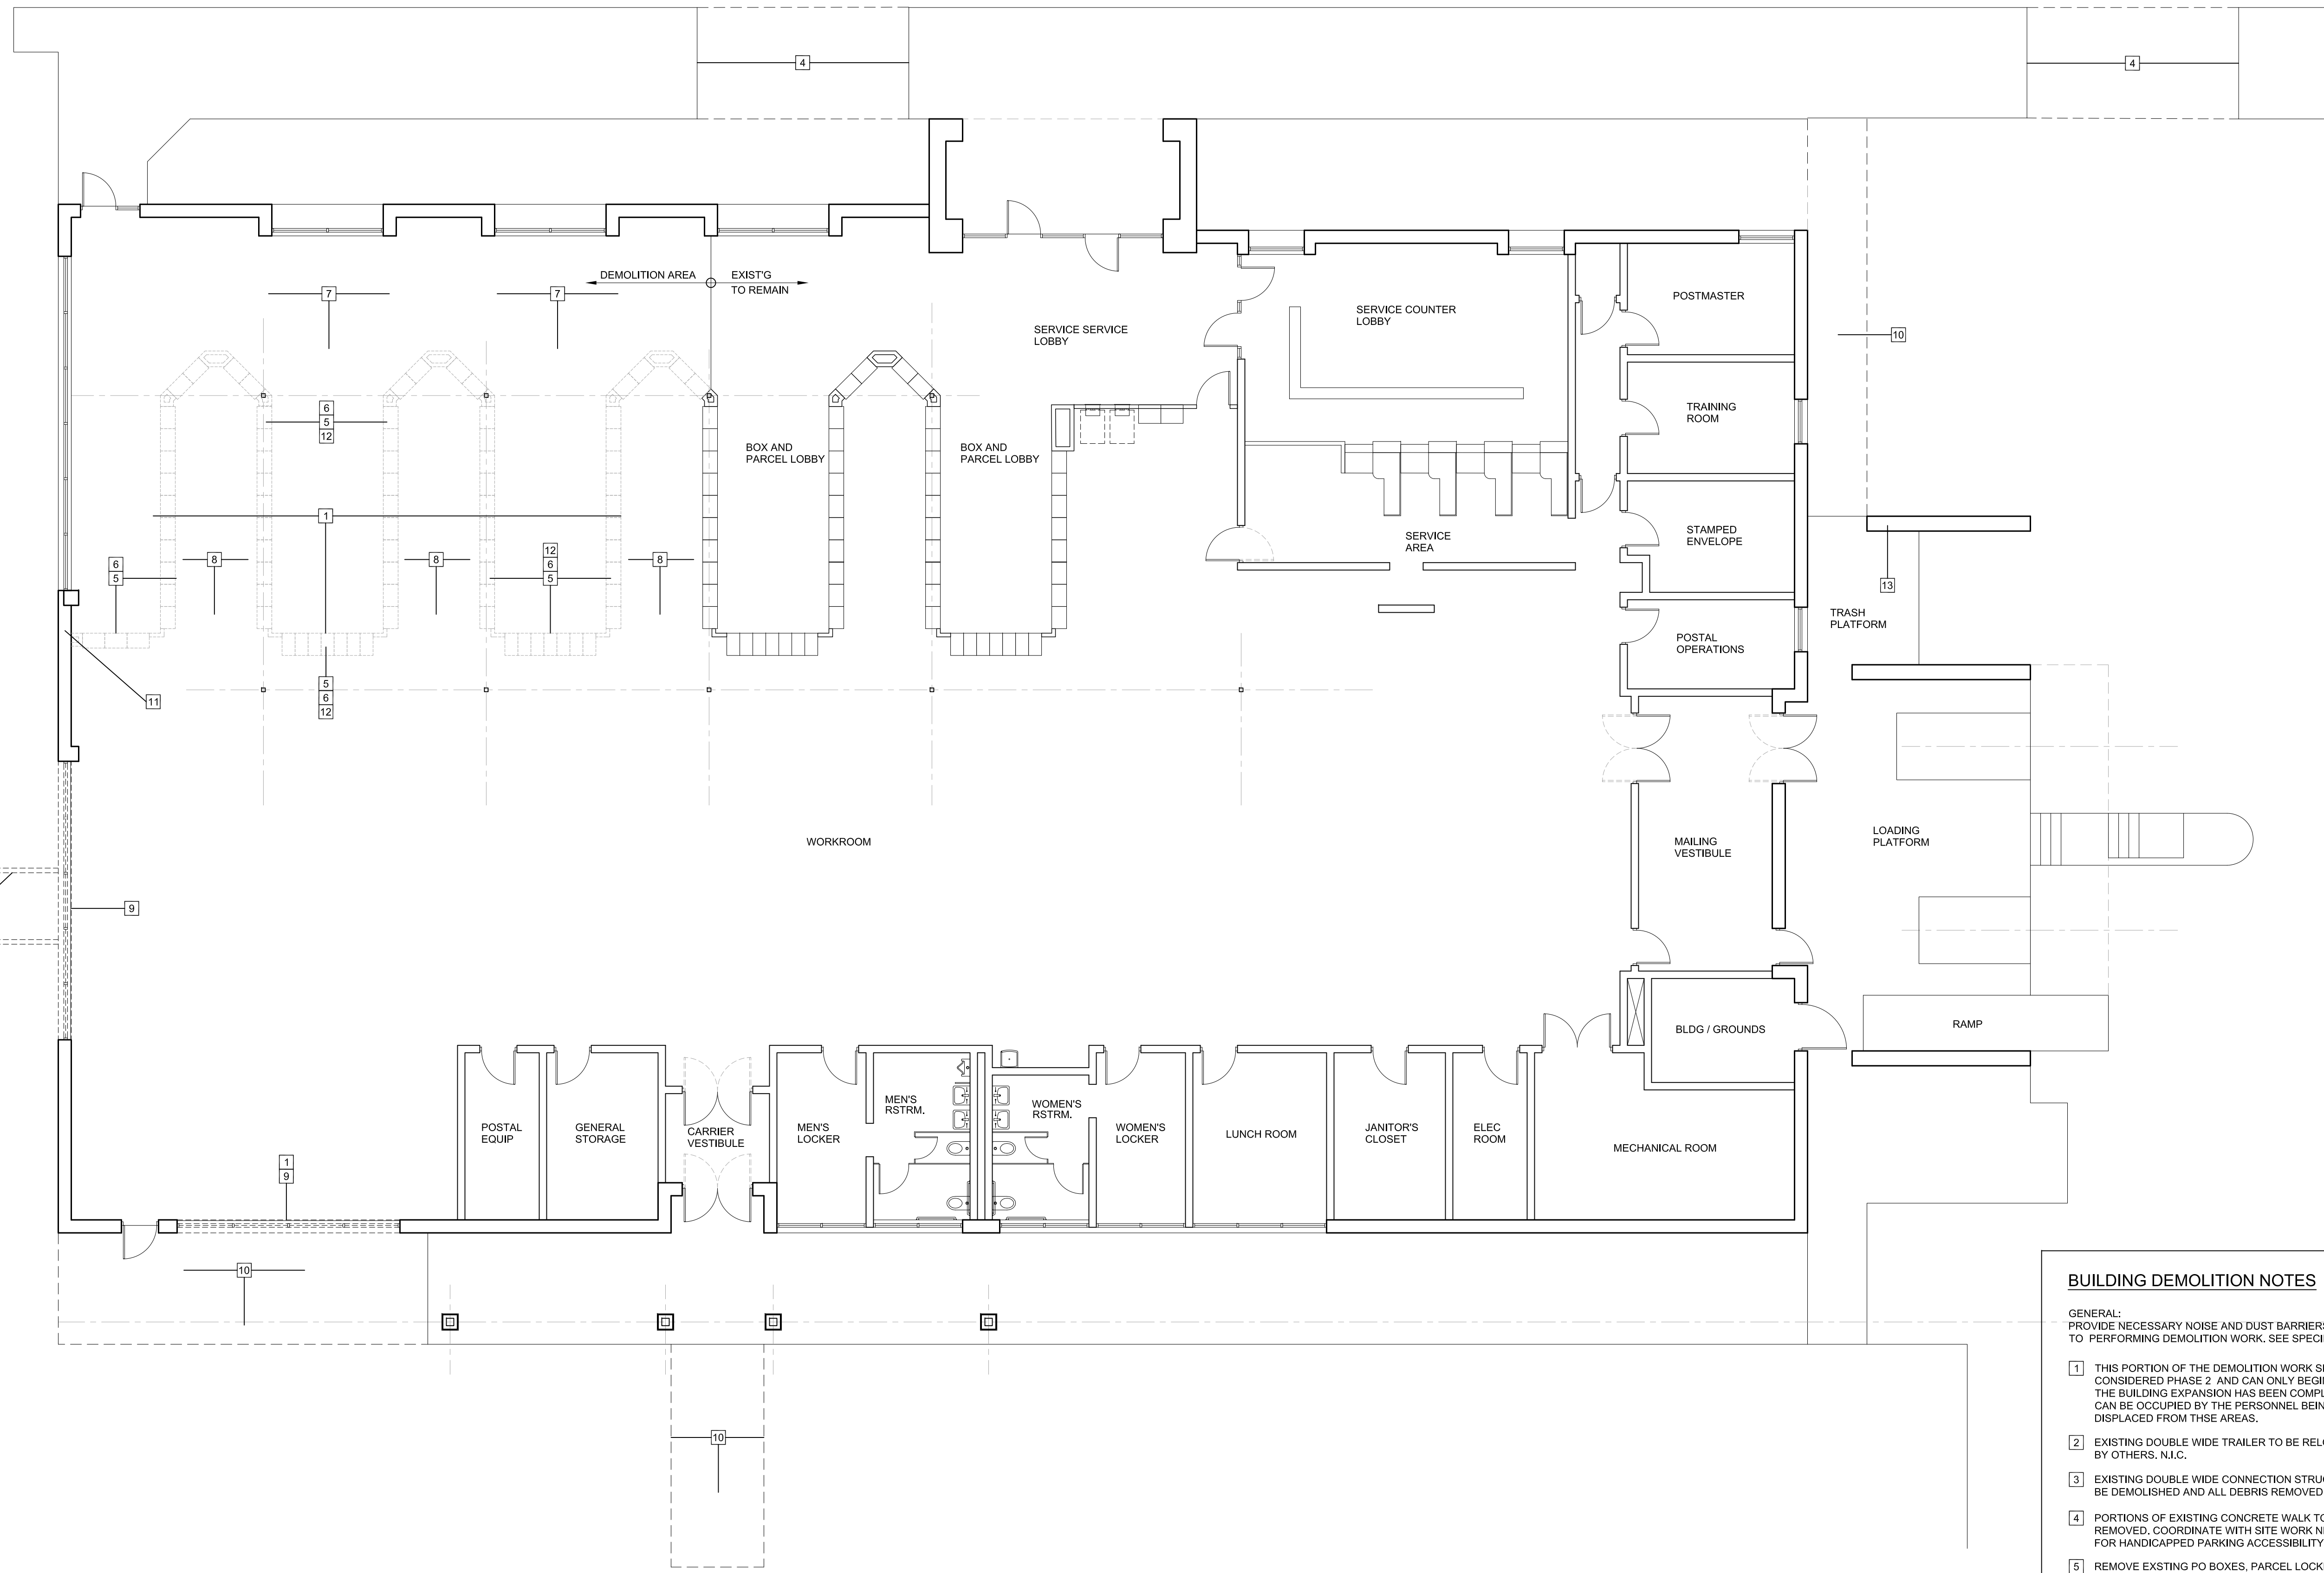 4
4
DEMOLITION AREA
EXIST'G
TO REMAIN
7
7
SERVICE SERVICE
LOBBY
SERVICE COUNTER
LOBBY
POSTMASTER
10
6
5
12
TRAINING
ROOM
BOX AND
PARCEL LOBBY
BOX AND
PARCEL LOBBY
1
6
5
8
8
12
6
5
8
SERVICE
AREA
STAMPED
ENVELOPE
13
TRASH
PLATFORM
POSTAL
OPERATIONS
11
5
6
12
WORKROOM
MAILING
VESTIBULE
LOADING
PLATFORM
9
BLDG / GROUNDS
RAMP
POSTAL
EQUIP
GENERAL
STORAGE
CARRIER
VESTIBULE
MEN'S
LOCKER
MEN'S
RSTRM.
WOMEN'S
RSTRM.
WOMEN'S
LOCKER
LUNCH ROOM
JANITOR'S
CLOSET
ELEC
ROOM
MECHANICAL ROOM
1
9
10
10
BUILDING DEMOLITION NOTES
GENERAL:
PROVIDE NECESSARY NOISE AND DUST BARRIERS
TO PERFORMING DEMOLITION WORK. SEE SPECI
1 THIS PORTION OF THE DEMOLITION WORK S
CONSIDERED PHASE 2 AND CAN ONLY BEGI
THE BUILDING EXPANSION HAS BEEN COMPL
CAN BE OCCUPIED BY THE PERSONNEL BEIN
DISPLACED FROM THSE AREAS.
2 EXISTING DOUBLE WIDE TRAILER TO BE REL
BY OTHERS. N.I.C.
3 EXISTING DOUBLE WIDE CONNECTION STRU
BE DEMOLISHED AND ALL DEBRIS REMOVED
4 PORTIONS OF EXISTING CONCRETE WALK TO
REMOVED. COORDINATE WITH SITE WORK N
FOR HANDICAPPED PARKING ACCESSIBILITY
5 REMOVE EXSTING PO BOXES, PARCEL LOCK